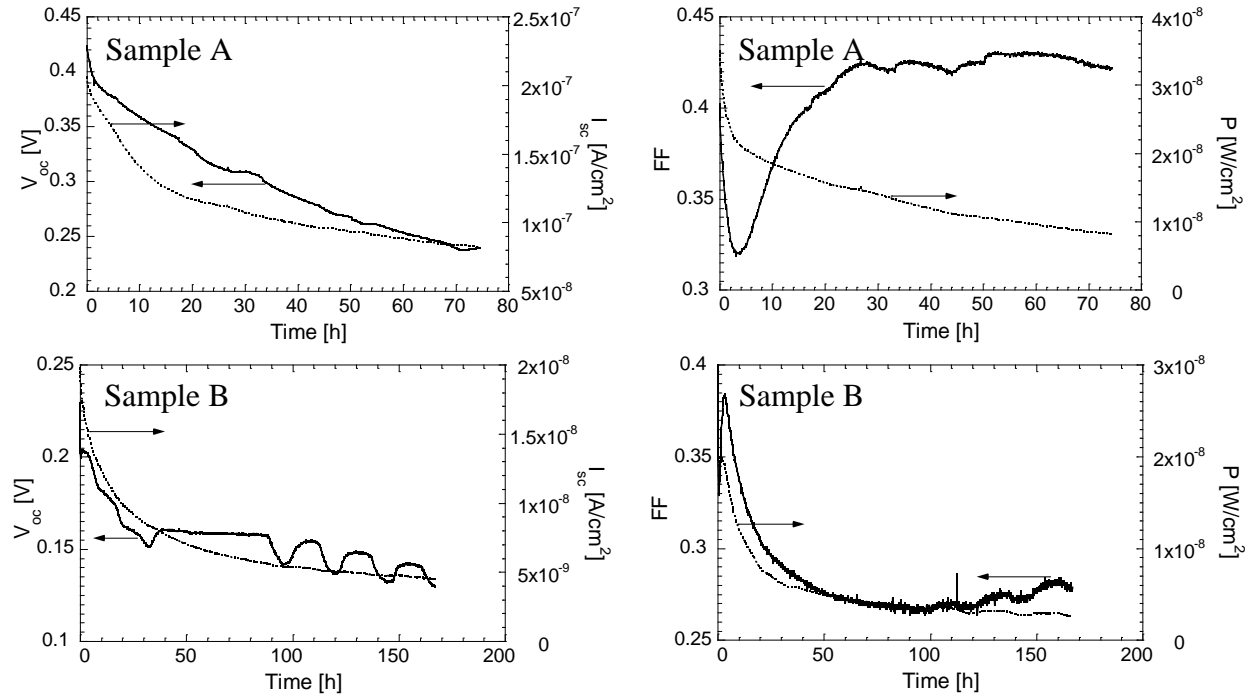 Sample A
0.45
0.4
0.35
0.3
0.25
0.2
V oc [V]
2.5x10-7
2x10-7
1.5x10-7
1x10-7
5x10-8
I sc [A/cm2]
0 10 20 30 40 50 60 70 80
Time [h]
Sample A
0.45
0.4
0.35
0.3
FF
4x10-8
3x10-8
2x10-8
1x10-8
0
P [W/cm2]
0 10 20 30 40 50 60 70 80
Time [h]
Sample B
0.25
0.2
0.15
0.1
V oc [V]
2x10-8
1.5x10-8
1x10-8
5x10-9
0
I sc [A/cm2]
0 50 100 150 200
Time [h]
Sample B
0.4
0.35
0.3
0.25
FF
3x10-8
2x10-8
1x10-8
0
P [W/cm2]
0 50 100 150 200
Time [h]